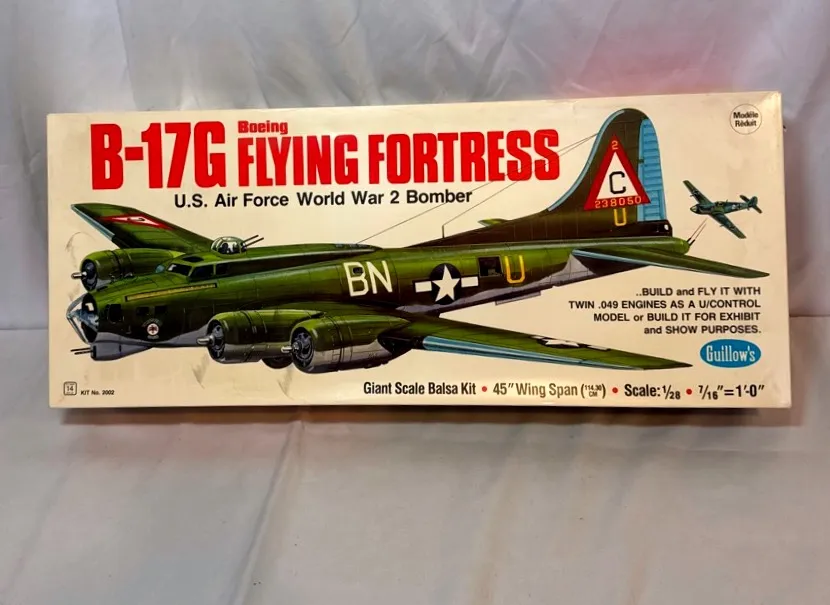 Boeing
B-17G FLYING FORTRESS
U.S. Air Force World War 2 Bomber
Modèle
Réduit
2
C
238050
U
BN
U
..BUILD and FLY IT WITH
TWIN .049 ENGINES AS A U/CONTROL
MODEL or BUILD IT FOR EXHIBIT
and SHOW PURPOSES.
Guillow's
14
KIT No. 2002
Giant Scale Balsa Kit • 45" Wing Span (114,30 CM) • Scale: 1/28 • 7/16"=1'-0"